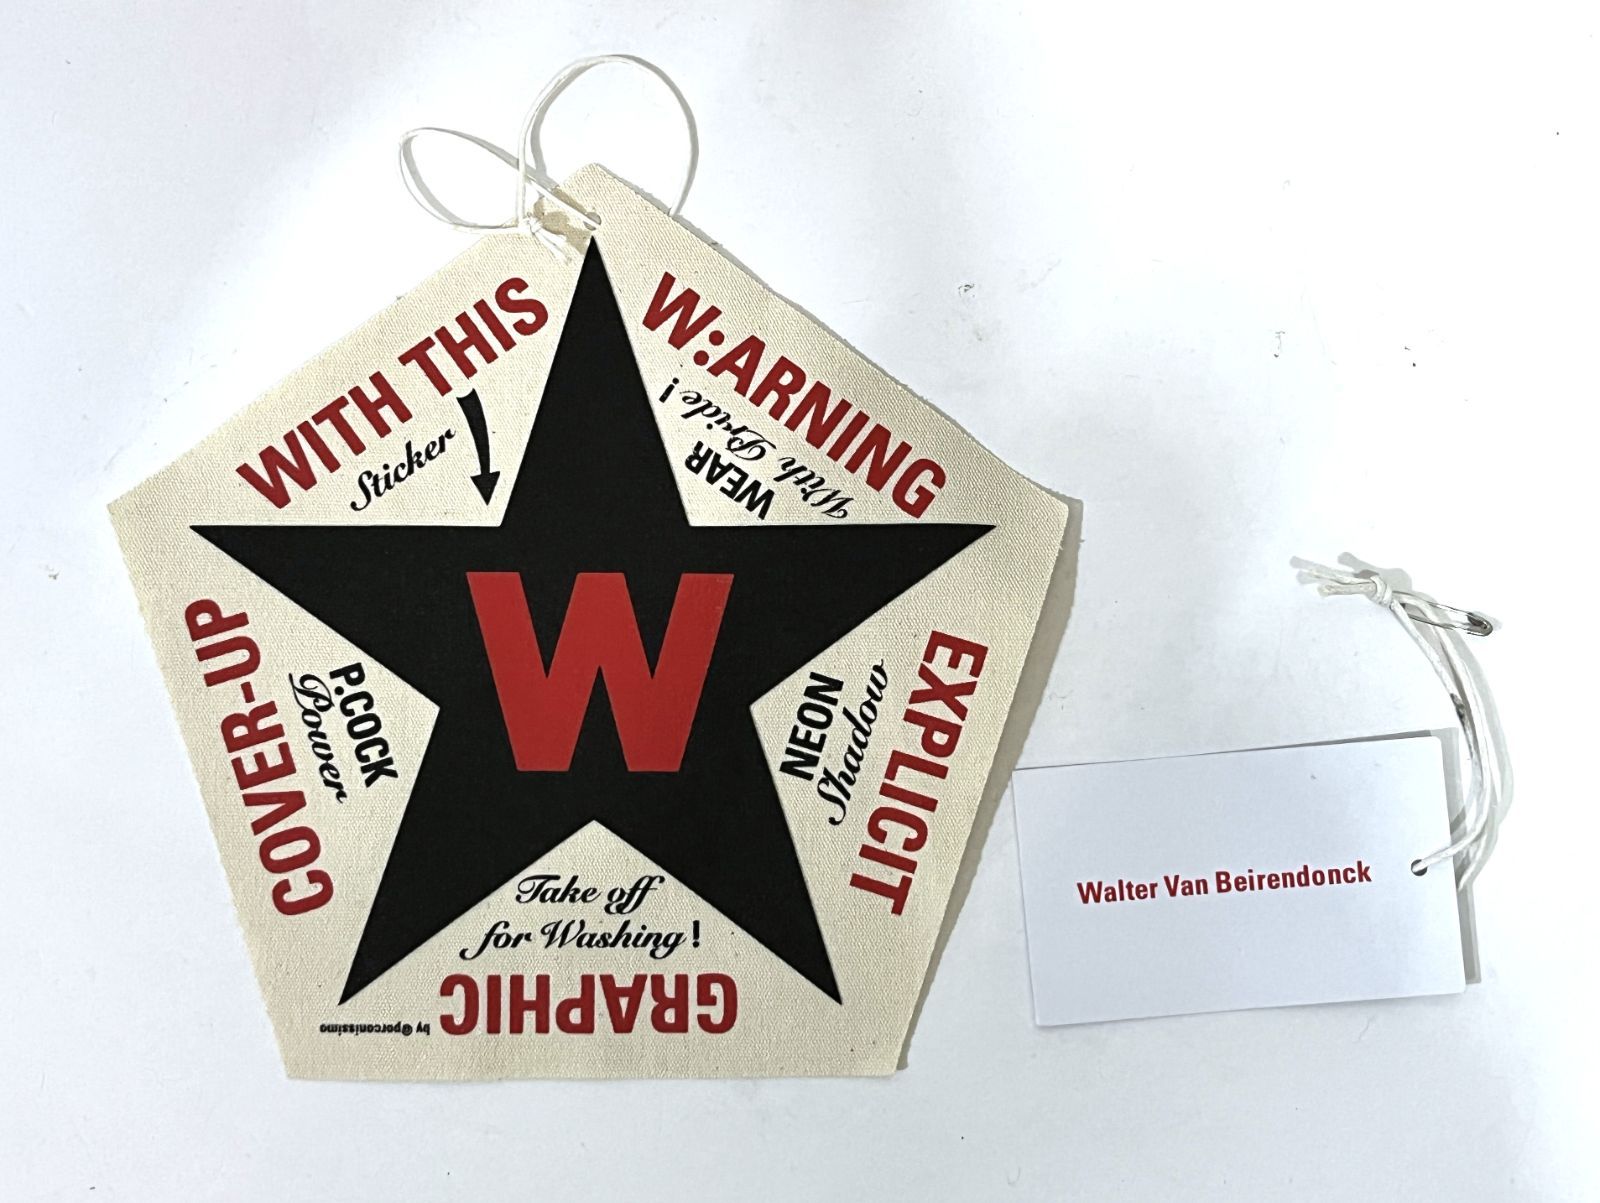 W:ARNING
EXPLICIT
GRAPHIC
COVER-UP
WITH THIS
Sticker
WEAR
With Pride!
NEON
Shadow
Take off
for Washing!
by @porconissimo
P.COCK
Power
W
Walter Van Beirendonck